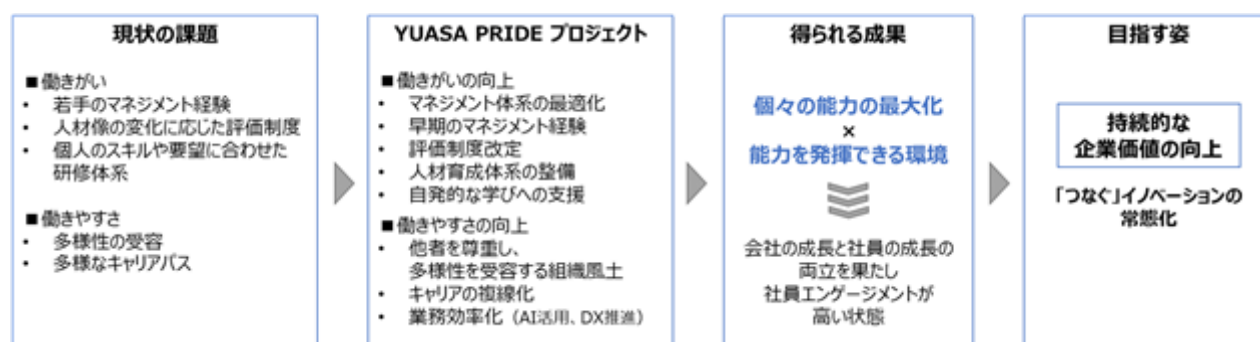 現状の課題
■働きがい
• 若手のマネジメント経験
• 人材像の変化に応じた評価制度
• 個人のスキルや要望に合わせた
研修体系
■働きやすさ
• 多様性の受容
• 多様なキャリアパス
YUASA PRIDE プロジェクト
■働きがいの向上
• マネジメント体系の最適化
• 早期のマネジメント経験
• 評価制度改定
• 人材育成体系の整備
• 自発的な学びへの支援
■働きやすさの向上
• 他者を尊重し、
多様性を受容する組織風土
• キャリアの複線化
• 業務効率化（AI活用、DX推進）
得られる成果
個々の能力の最大化
×
能力を発揮できる環境
会社の成長と社員の成長の
両立を果たし
社員エンゲージメントが
高い状態
目指す姿
持続的な
企業価値の向上
「つなぐ」イノベーションの
常態化